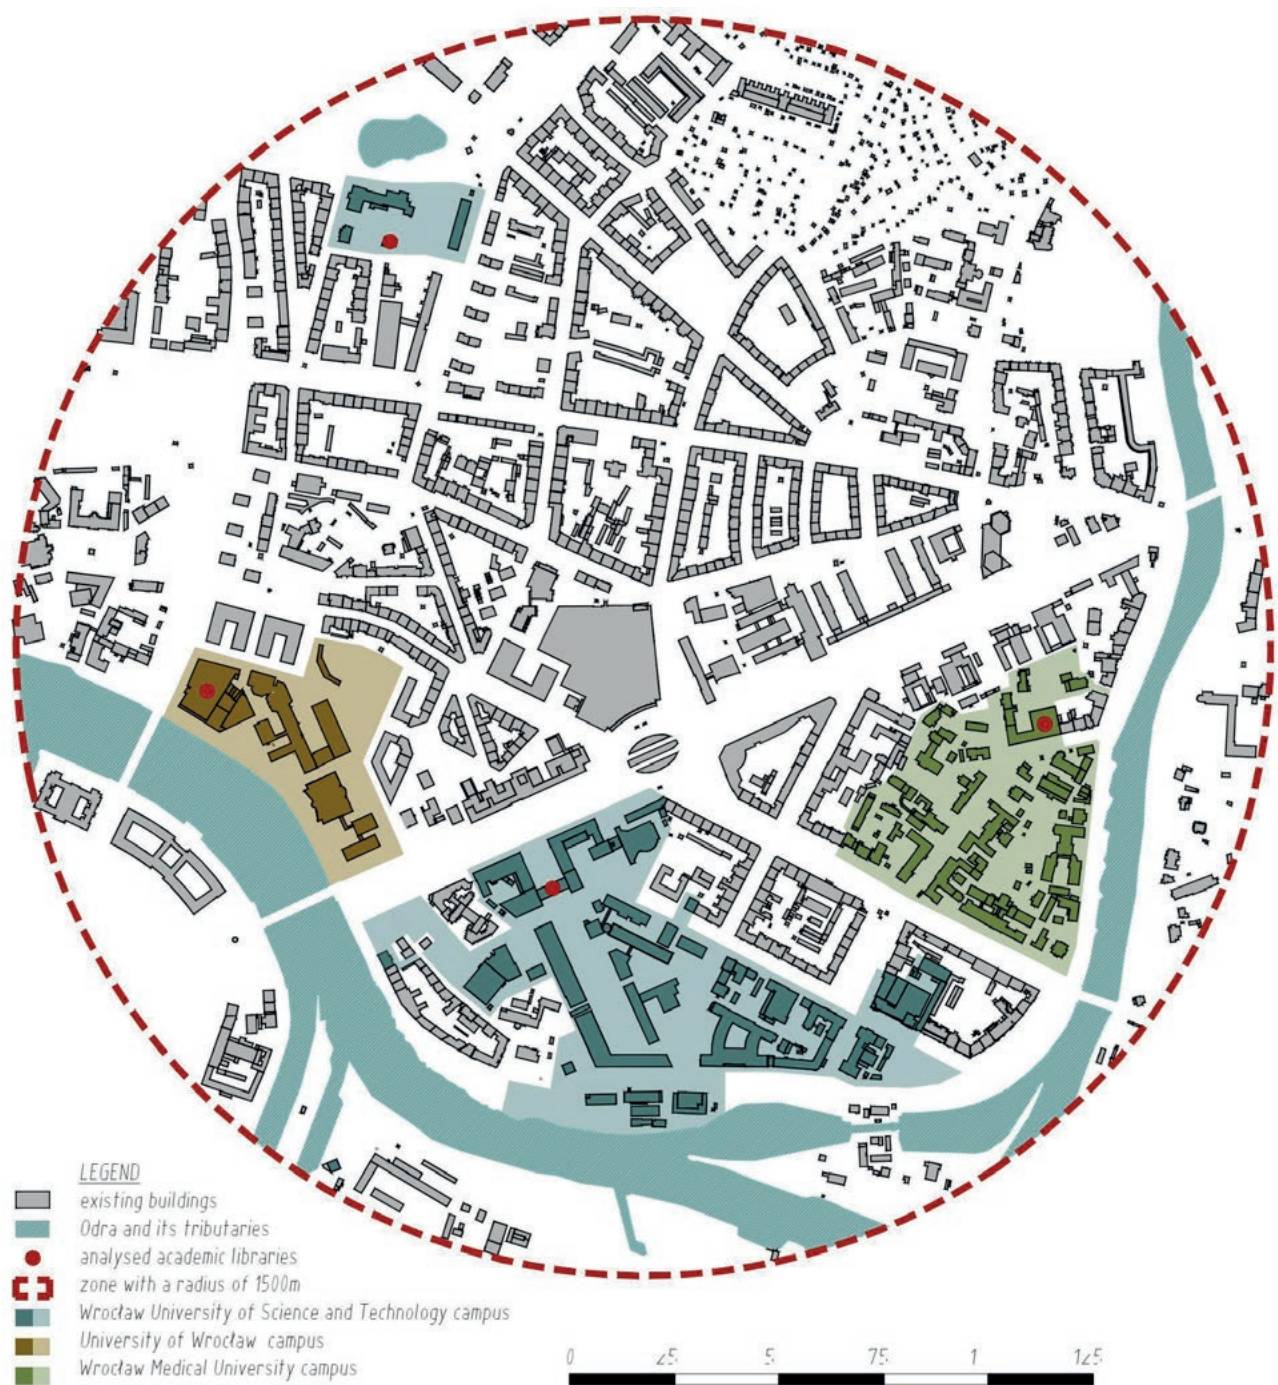 LEGEND
existing buildings
Odra and its tributaries
analysed academic libraries
zone with a radius of 1500m
Wrocław University of Science and Technology campus
University of Wrocław campus
Wrocław Medical University campus
0 .25 .5 .75 1 1.25